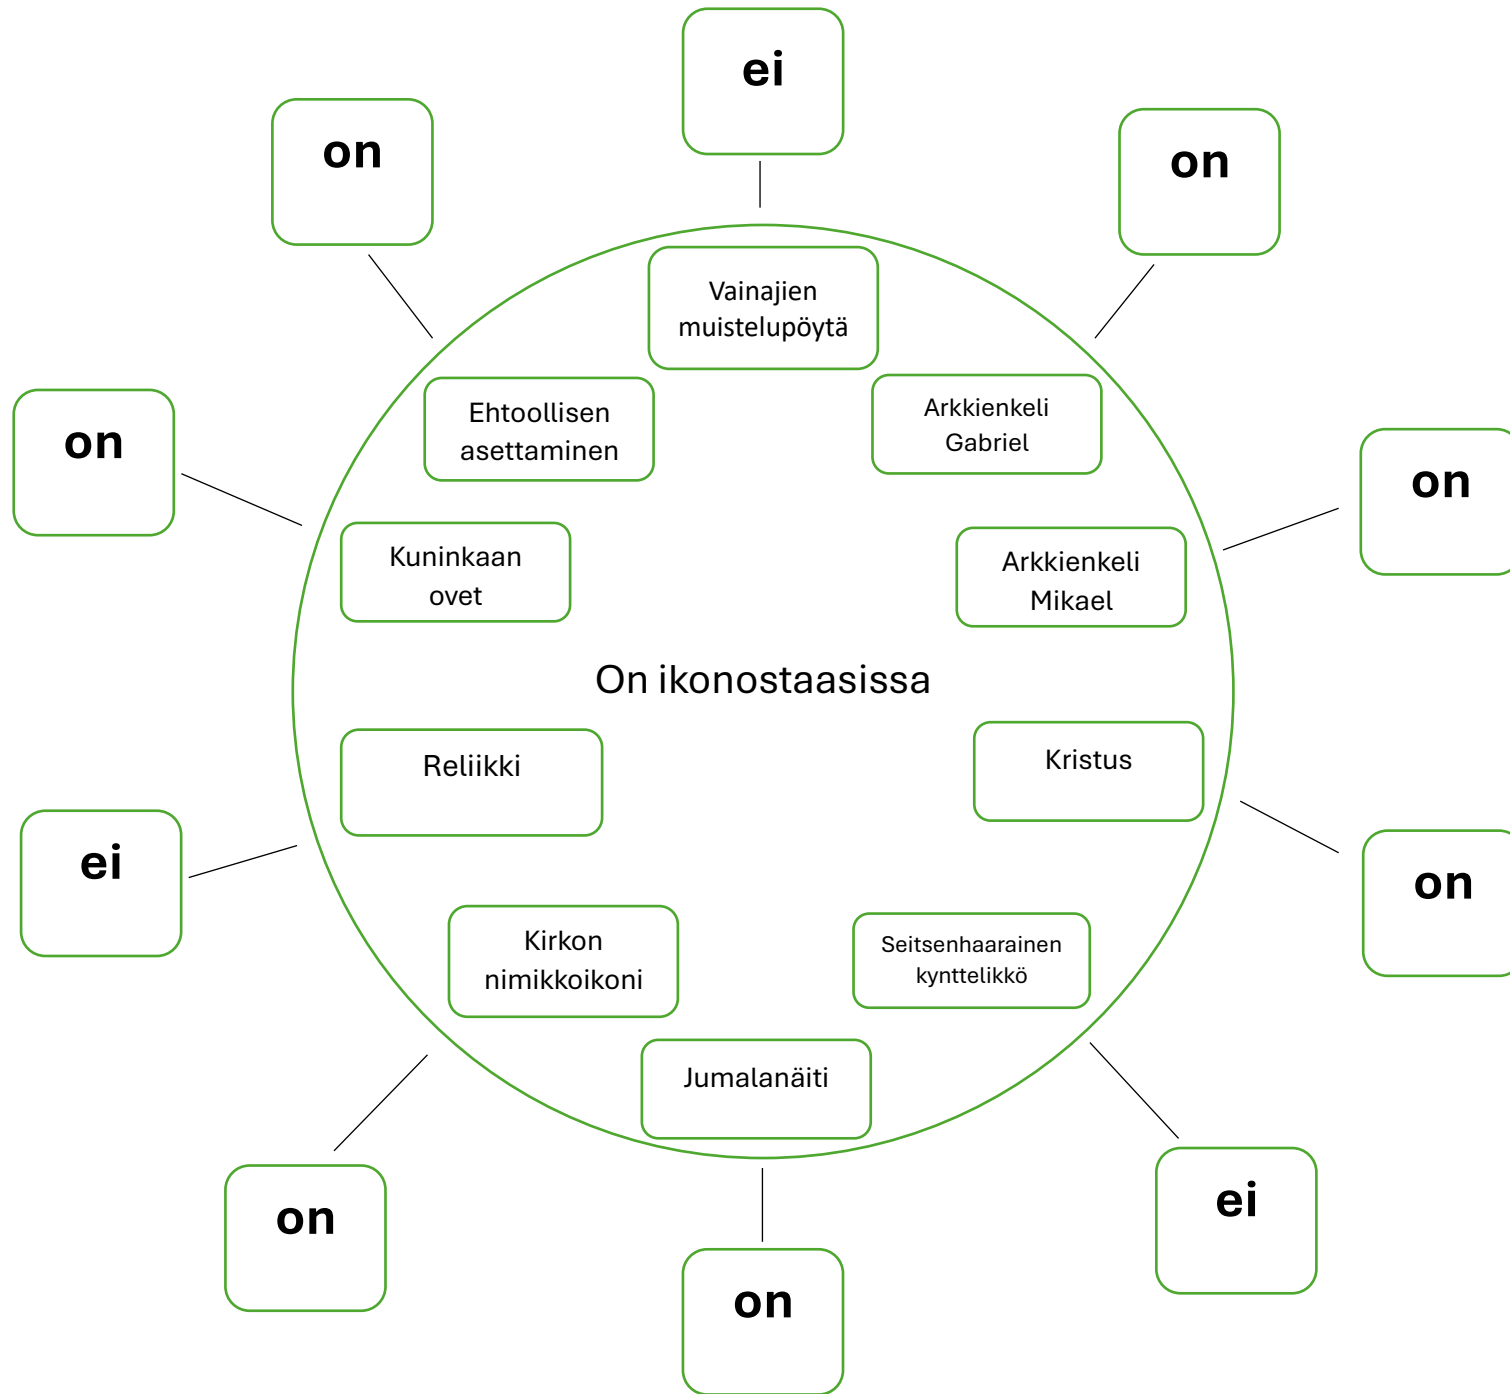 ei
on
on
Vainajien
muistelupöytä
Ehtoollisen
asettaminen
Arkkienkeli
Gabriel
on
on
Kuninkaan
ovet
Arkkienkeli
Mikael
On ikonostaasissa
Reliikki
Kristus
ei
on
Kirkon
nimikkoikoni
Seitsenhaarainen
kynttelikkö
Jumalanäiti
on
ei
on